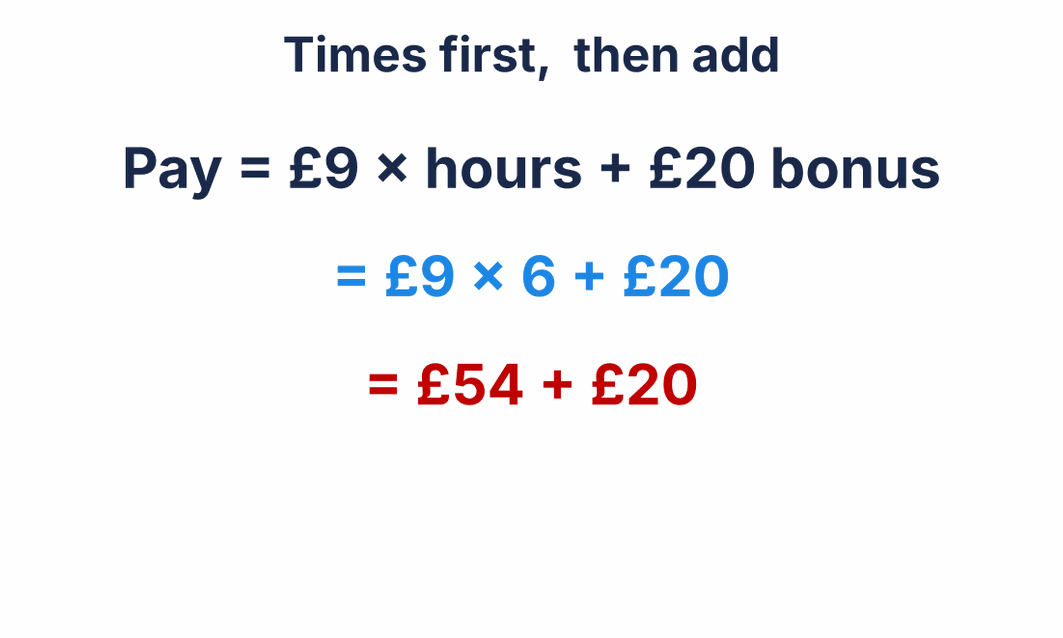 Times first, then add
Pay = £9 × hours + £20 bonus
= £9 × 6 + £20
= £54 + £20